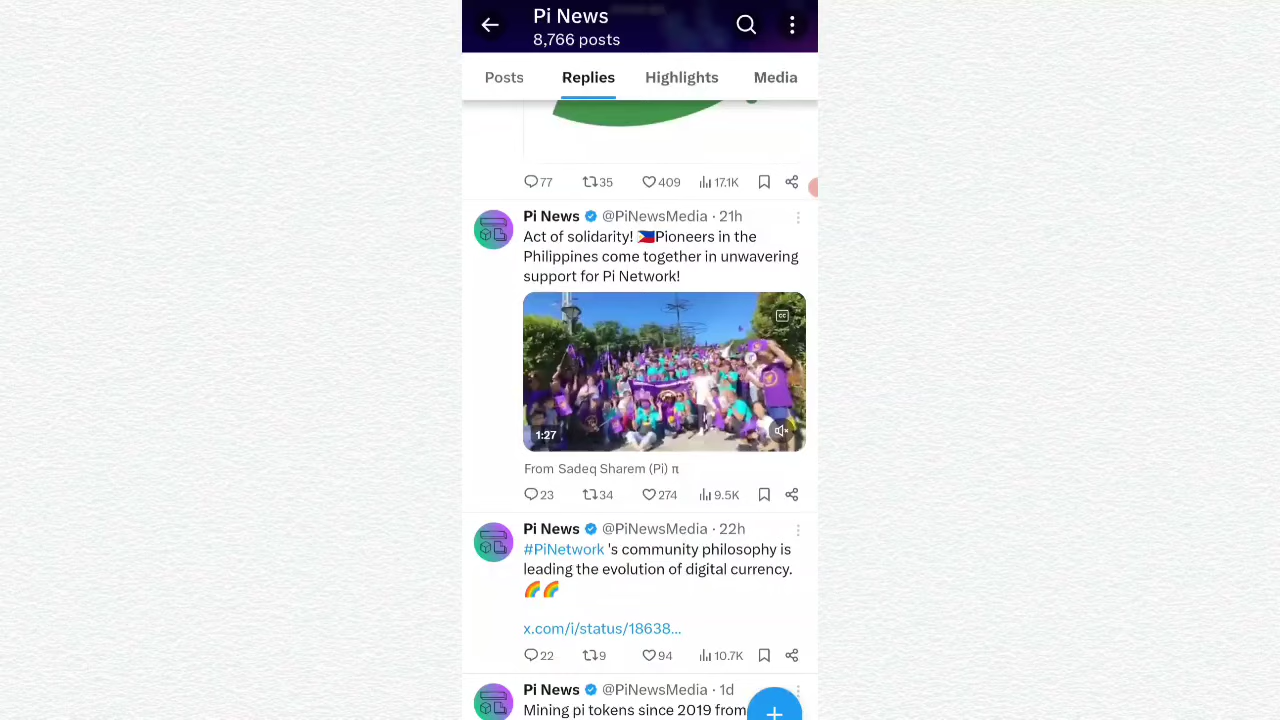 Pi News
8,766 posts
Posts Replies Highlights Media
77 35 409 17.1K
Pi News @PiNewsMedia · 21h
Act of solidarity! 🇵🇭Pioneers in the
Philippines come together in unwavering
support for Pi Network!
CC
1:27
From Sadeq Sharem (Pi) π
23 34 274 9.5K
Pi News @PiNewsMedia · 22h
#PiNetwork 's community philosophy is
leading the evolution of digital currency.
🌈🌈
x.com/i/status/18638...
22 9 94 10.7K
Pi News @PiNewsMedia · 1d
Mining pi tokens since 2019 from